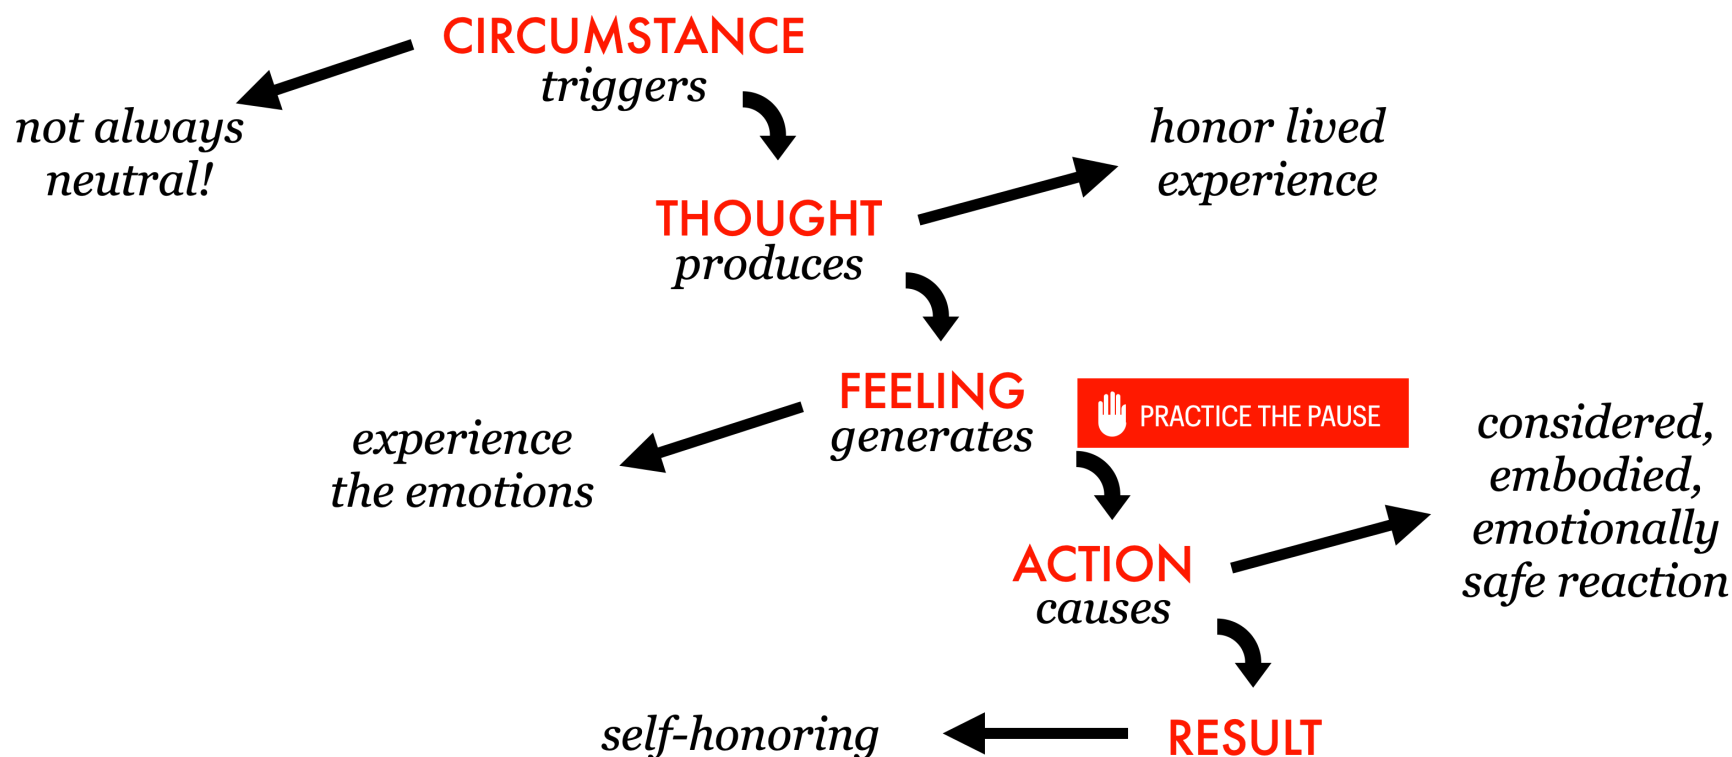 CIRCUMSTANCE
triggers
not always
neutral!
THOUGHT
produces
honor lived
experience
FEELING
generates
PRACTICE THE PAUSE
experience
the emotions
considered,
embodied,
emotionally
safe reaction
ACTION
causes
RESULT
self-honoring